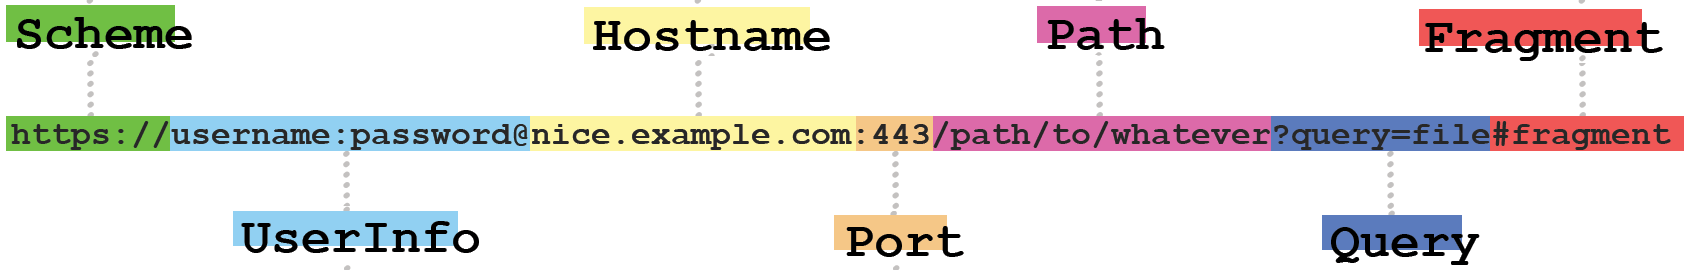 Scheme Hostname Path Fragment
https://username:password@nice.example.com:443/path/to/whatever?query=file#fragment
UserInfo Port Query